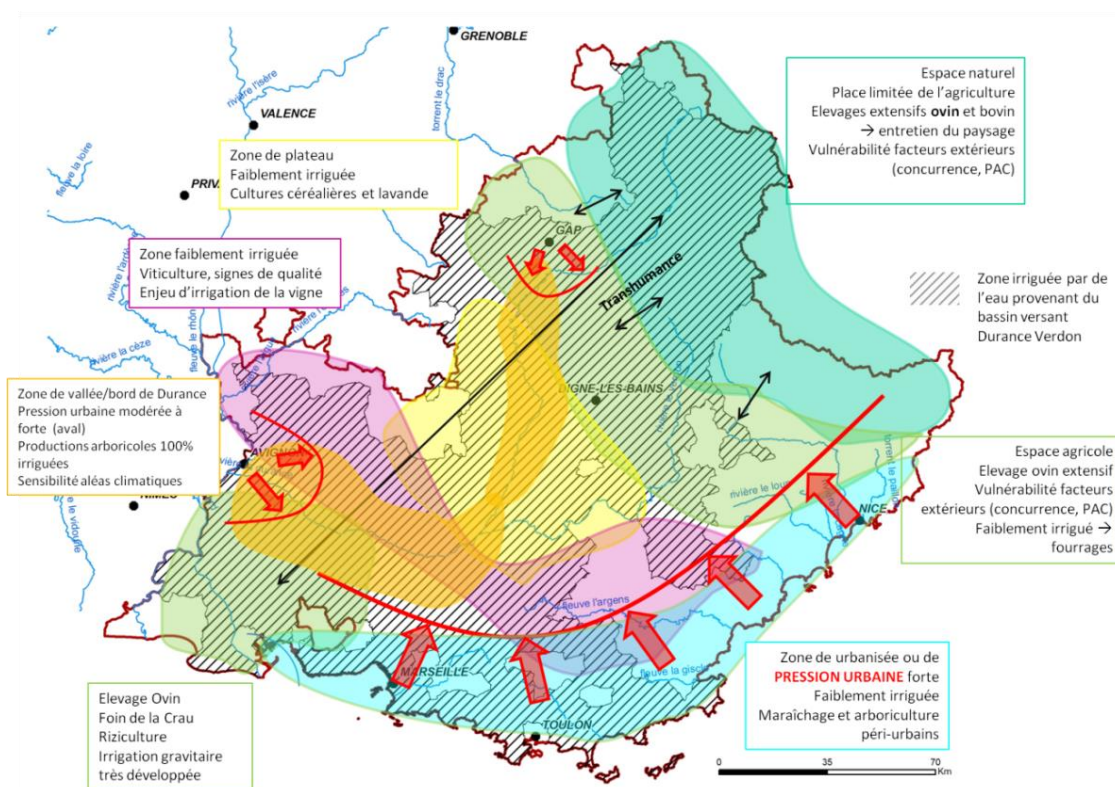 GRENOBLE
rivière l'isère
torrent le drac
VALENCE
fleuve la loire
Espace naturel
Place limitée de l'agriculture
Elevages extensifs ovin et bovin
→ entretien du paysage
Vulnérabilité facteurs extérieurs
(concurrence, PAC)
Zone de plateau
Faiblement irriguée
Cultures céréalières et lavande
GAP
Transhumance
Zone faiblement irriguée
Viticulture, signes de qualité
Enjeu d'irrigation de la vigne
Zone irriguée par de
l'eau provenant du
bassin versant
Durance Verdon
fleuve le rhône
rivière la cèze
DIGNE-LES-BAINS
Zone de vallée/bord de Durance
Pression urbaine modérée à
forte (aval)
Productions arboricoles 100%
irriguées
Sensibilité aléas climatiques
AVIGNON
NIMES
Espace agricole
Elevage ovin extensif
Vulnérabilité facteurs
extérieurs (concurrence, PAC)
Faiblement irrigué →
fourrages
rivière le loup
NICE
fleuve l'argens
MARSEILLE
fleuve la giscle
TOULON
Elevage Ovin
Foin de la Crau
Riziculture
Irrigation gravitaire
très développée
Zone de urbanisée ou de
PRESSION URBAINE forte
Faiblement irriguée
Maraîchage et arboriculture
péri-urbains
0 35 70
Km